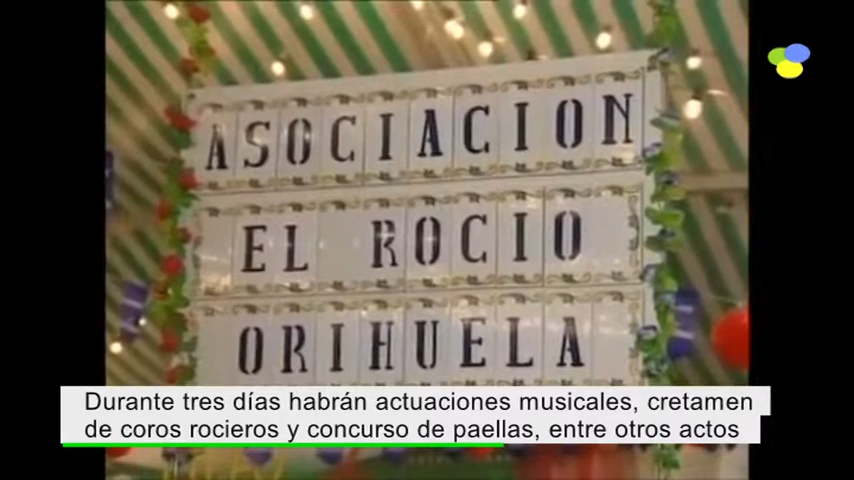 ASOCIACION
EL ROCIO
ORIHUELA
Durante tres días habrán actuaciones musicales, cretamen
de coros rocieros y concurso de paellas, entre otros actos